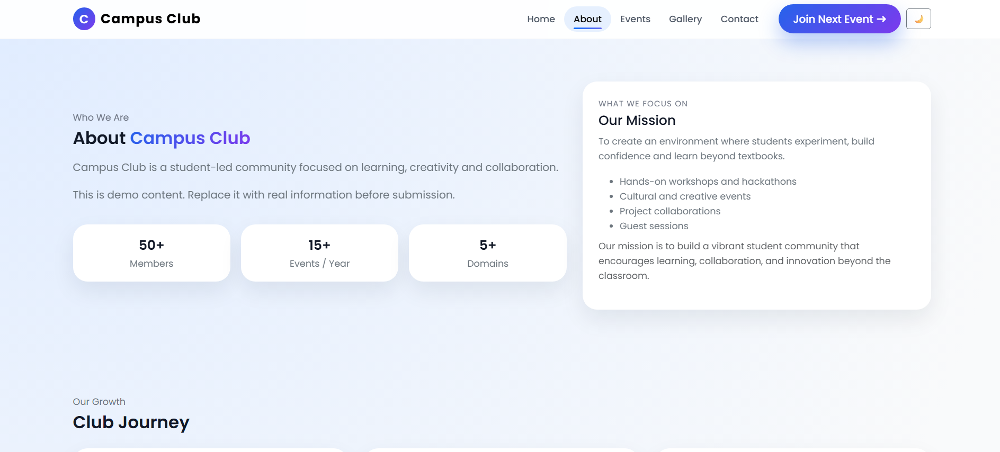 C Campus Club
Home
About
Events
Gallery
Contact
Join Next Event →
Who We Are
About Campus Club
Campus Club is a student-led community focused on learning, creativity and collaboration.
This is demo content. Replace it with real information before submission.
50+
Members
15+
Events / Year
5+
Domains
WHAT WE FOCUS ON
Our Mission
To create an environment where students experiment, build
confidence and learn beyond textbooks.
• Hands-on workshops and hackathons
• Cultural and creative events
• Project collaborations
• Guest sessions
Our mission is to build a vibrant student community that
encourages learning, collaboration, and innovation beyond the
classroom.
Our Growth
Club Journey